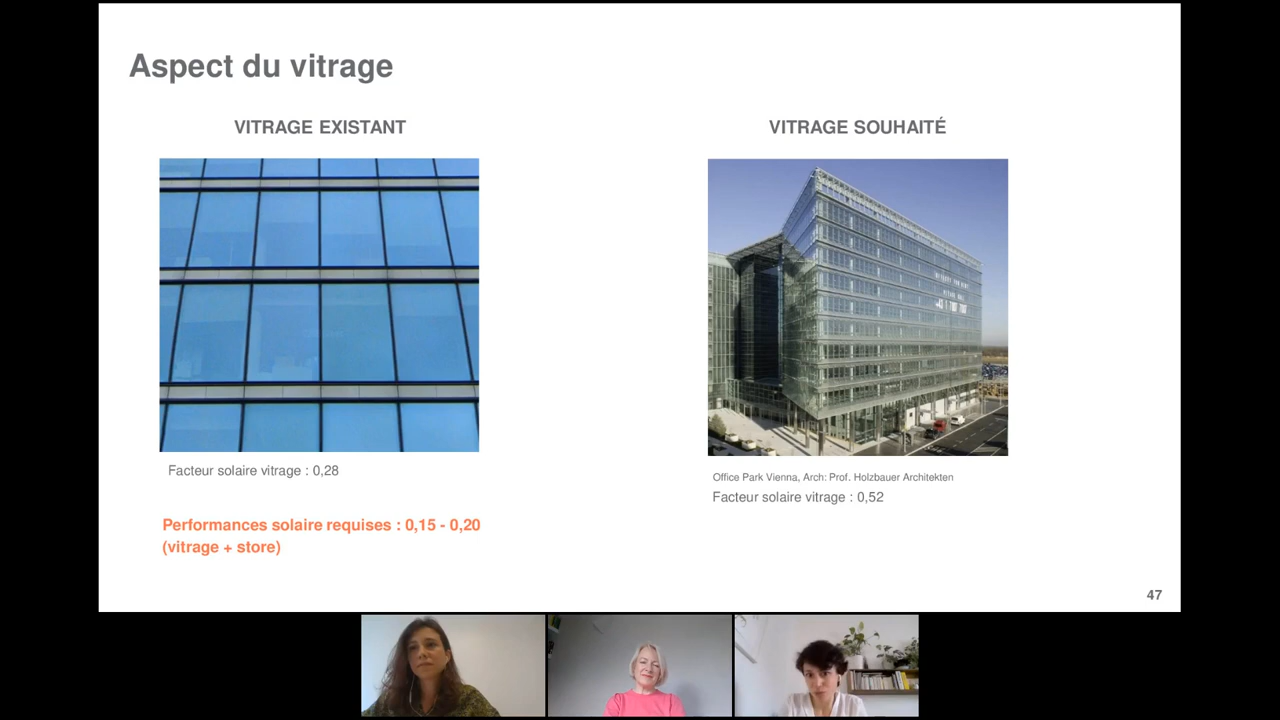 Aspect du vitrage
VITRAGE EXISTANT
VITRAGE SOUHAITÉ
Facteur solaire vitrage : 0,28
Performances solaire requises : 0,15 - 0,20
(vitrage + store)
Office Park Vienna, Arch: Prof. Holzbauer Architekten
Facteur solaire vitrage : 0,52
47